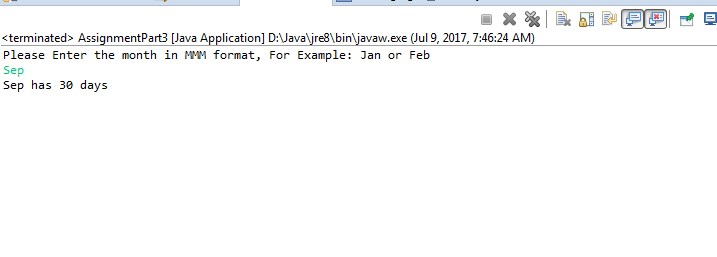 <terminated> AssignmentPart3 [Java Application] D:\Java\jre8\bin\javaw.exe (Jul 9, 2017, 7:46:24 AM)
Please Enter the month in MMM format, For Example: Jan or Feb
Sep
Sep has 30 days